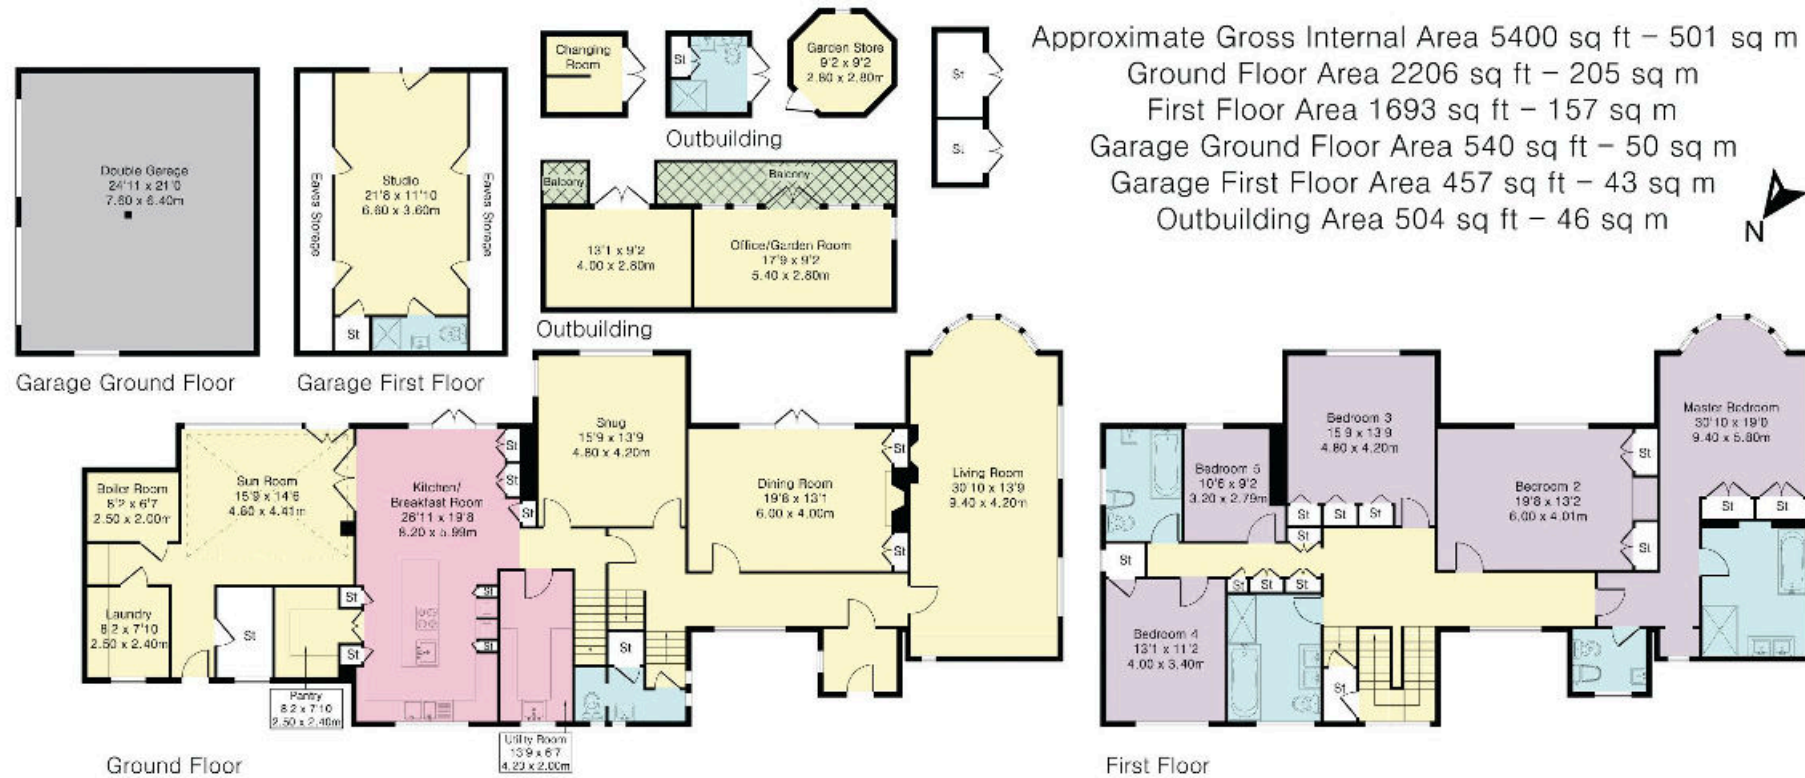 Approximate Gross Internal Area 5400 sq ft – 501 sq m
Ground Floor Area 2206 sq ft – 205 sq m
First Floor Area 1693 sq ft – 157 sq m
Garage Ground Floor Area 540 sq ft – 50 sq m
Garage First Floor Area 457 sq ft – 43 sq m
Outbuilding Area 504 sq ft – 46 sq m
N
Double Garage
24'11 x 21'0
7.60 x 6.40m
Garage Ground Floor
Eaves Storage
Studio
21'8 x 11'10
6.60 x 3.60m
Eaves Storage
St
Garage First Floor
Changing
Room
St
Outbuilding
Garden Store
9'2 x 9'2
2.80 x 2.80m
St
St
Balcony
Balcony
13'1 x 9'2
4.00 x 2.80m
Office/Garden Room
17'9 x 9'2
5.40 x 2.80m
Outbuilding
Boiler Room
8'2 x 6'7
2.50 x 2.00m
Sun Room
15'9 x 14'6
4.80 x 4.41m
Laundry
8.2 x 7'10
2.50 x 2.40m
St
Pantry
8.2 x 7'10
2.50 x 2.40m
St
St
Kitchen/
Breakfast Room
26'11 x 19'8
8.20 x 5.99m
St
St
St
St
St
Utility Room
13'9 x 6'7
4.20 x 2.00m
Snug
15'9 x 13'9
4.80 x 4.20m
St
Dining Room
19'8 x 13'1
6.00 x 4.00m
St
St
Living Room
30'10 x 13'9
9.40 x 4.20m
Ground Floor
Bedroom 5
10'6 x 9'2
3.20 x 2.79m
Bedroom 3
15'9 x 13'9
4.80 x 4.20m
St
St
St
St
Bedroom 2
19'8 x 13'2
6.00 x 4.01m
St
St
Master Bedroom
30'10 x 19'0
9.40 x 5.80m
St
St
St
St
St
St
Bedroom 4
13'1 x 11'2
4.00 x 3.40m
St
First Floor